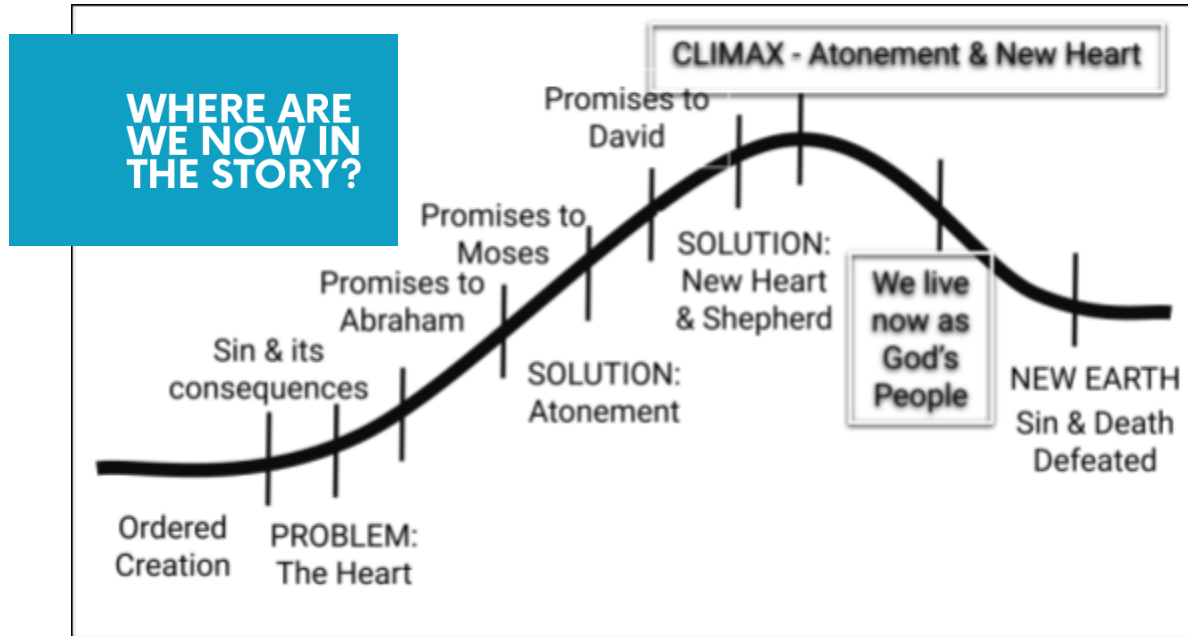 WHERE ARE
WE NOW IN
THE STORY?
CLIMAX - Atonement & New Heart
Promises to
David
Promises to
Moses
Promises to
Abraham
Sin & its
consequences
Ordered
Creation
PROBLEM:
The Heart
SOLUTION:
Atonement
SOLUTION:
New Heart
& Shepherd
We live
now as
God's
People
NEW EARTH
Sin & Death
Defeated